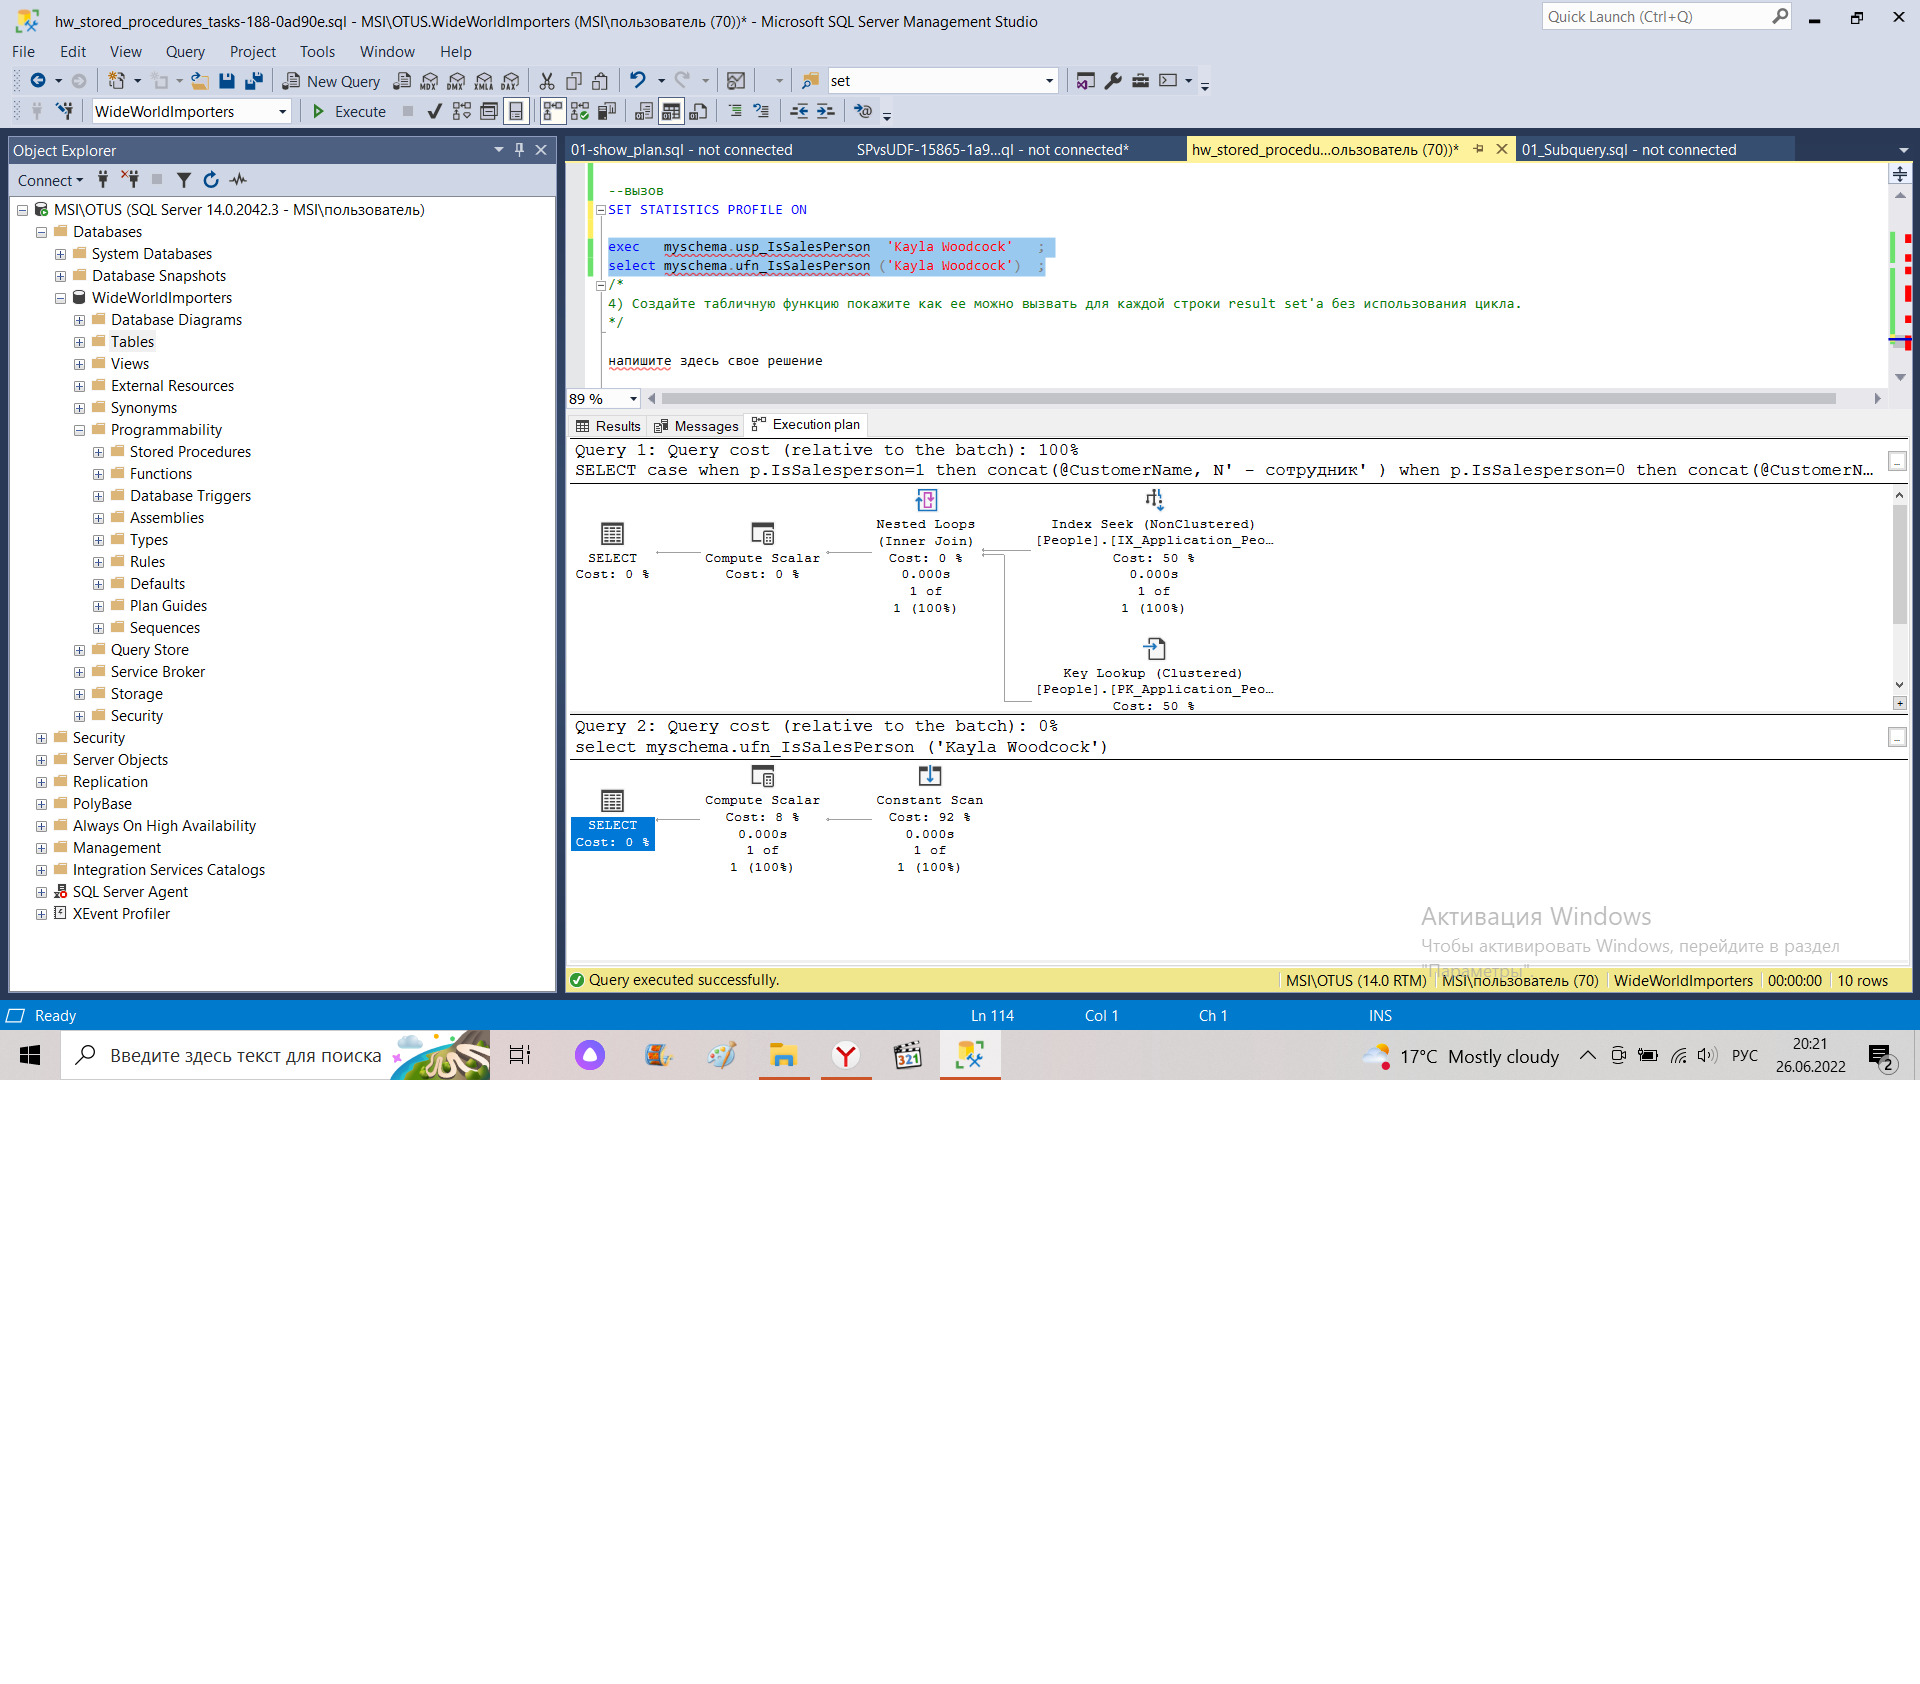 hw_stored_procedures_tasks-188-0ad90e.sql - MSI\OTUS.WideWorldImporters (MSI\пользователь (70))* - Microsoft SQL Server Management Studio
Quick Launch (Ctrl+Q)
File Edit View Query Project Tools Window Help
New Query
MDX DMX XMLA DAX
set
WideWorldImporters
Execute
Object Explorer
Connect
MSI\OTUS (SQL Server 14.0.2042.3 - MSI\пользователь)
Databases
System Databases
Database Snapshots
WideWorldImporters
Database Diagrams
Tables
Views
External Resources
Synonyms
Programmability
Stored Procedures
Functions
Database Triggers
Assemblies
Types
Rules
Defaults
Plan Guides
Sequences
Query Store
Service Broker
Storage
Security
Security
Server Objects
Replication
PolyBase
Always On High Availability
Management
Integration Services Catalogs
SQL Server Agent
XEvent Profiler
01-show_plan.sql - not connected
SPvsUDF-15865-1a9...ql - not connected*
hw_stored_procedu...ользователь (70))*
01_Subquery.sql - not connected
--вызов
SET STATISTICS PROFILE ON
exec myschema.usp_IsSalesPerson 'Kayla Woodcock' ;
select myschema.ufn_IsSalesPerson ('Kayla Woodcock') ;
/*
4) Создайте табличную функцию покажите как ее можно вызвать для каждой строки result set'а без использования цикла.
*/
напишите здесь свое решение
89 %
Results Messages Execution plan
Query 1: Query cost (relative to the batch): 100%
SELECT case when p.IsSalesperson=1 then concat(@CustomerName, N' - сотрудник' ) when p.IsSalesperson=0 then concat(@CustomerN...
SELECT
Cost: 0 %
Compute Scalar
Cost: 0 %
Nested Loops
(Inner Join)
Cost: 0 %
0.000s
1 of
1 (100%)
Index Seek (NonClustered)
[People].[IX_Application_Peo...
Cost: 50 %
0.000s
1 of
1 (100%)
Key Lookup (Clustered)
[People].[PK_Application_Peo...
Cost: 50 %
Query 2: Query cost (relative to the batch): 0%
select myschema.ufn_IsSalesPerson ('Kayla Woodcock')
SELECT
Cost: 0 %
Compute Scalar
Cost: 8 %
0.000s
1 of
1 (100%)
Constant Scan
Cost: 92 %
0.000s
1 of
1 (100%)
Активация Windows
Чтобы активировать Windows, перейдите в раздел
"Параметры".
Query executed successfully.
MSI\OTUS (14.0 RTM) MSI\пользователь (70) WideWorldImporters 00:00:00 10 rows
Ready
Ln 114 Col 1 Ch 1 INS
Введите здесь текст для поиска
321
17°C Mostly cloudy
РУС
20:21
26.06.2022
2